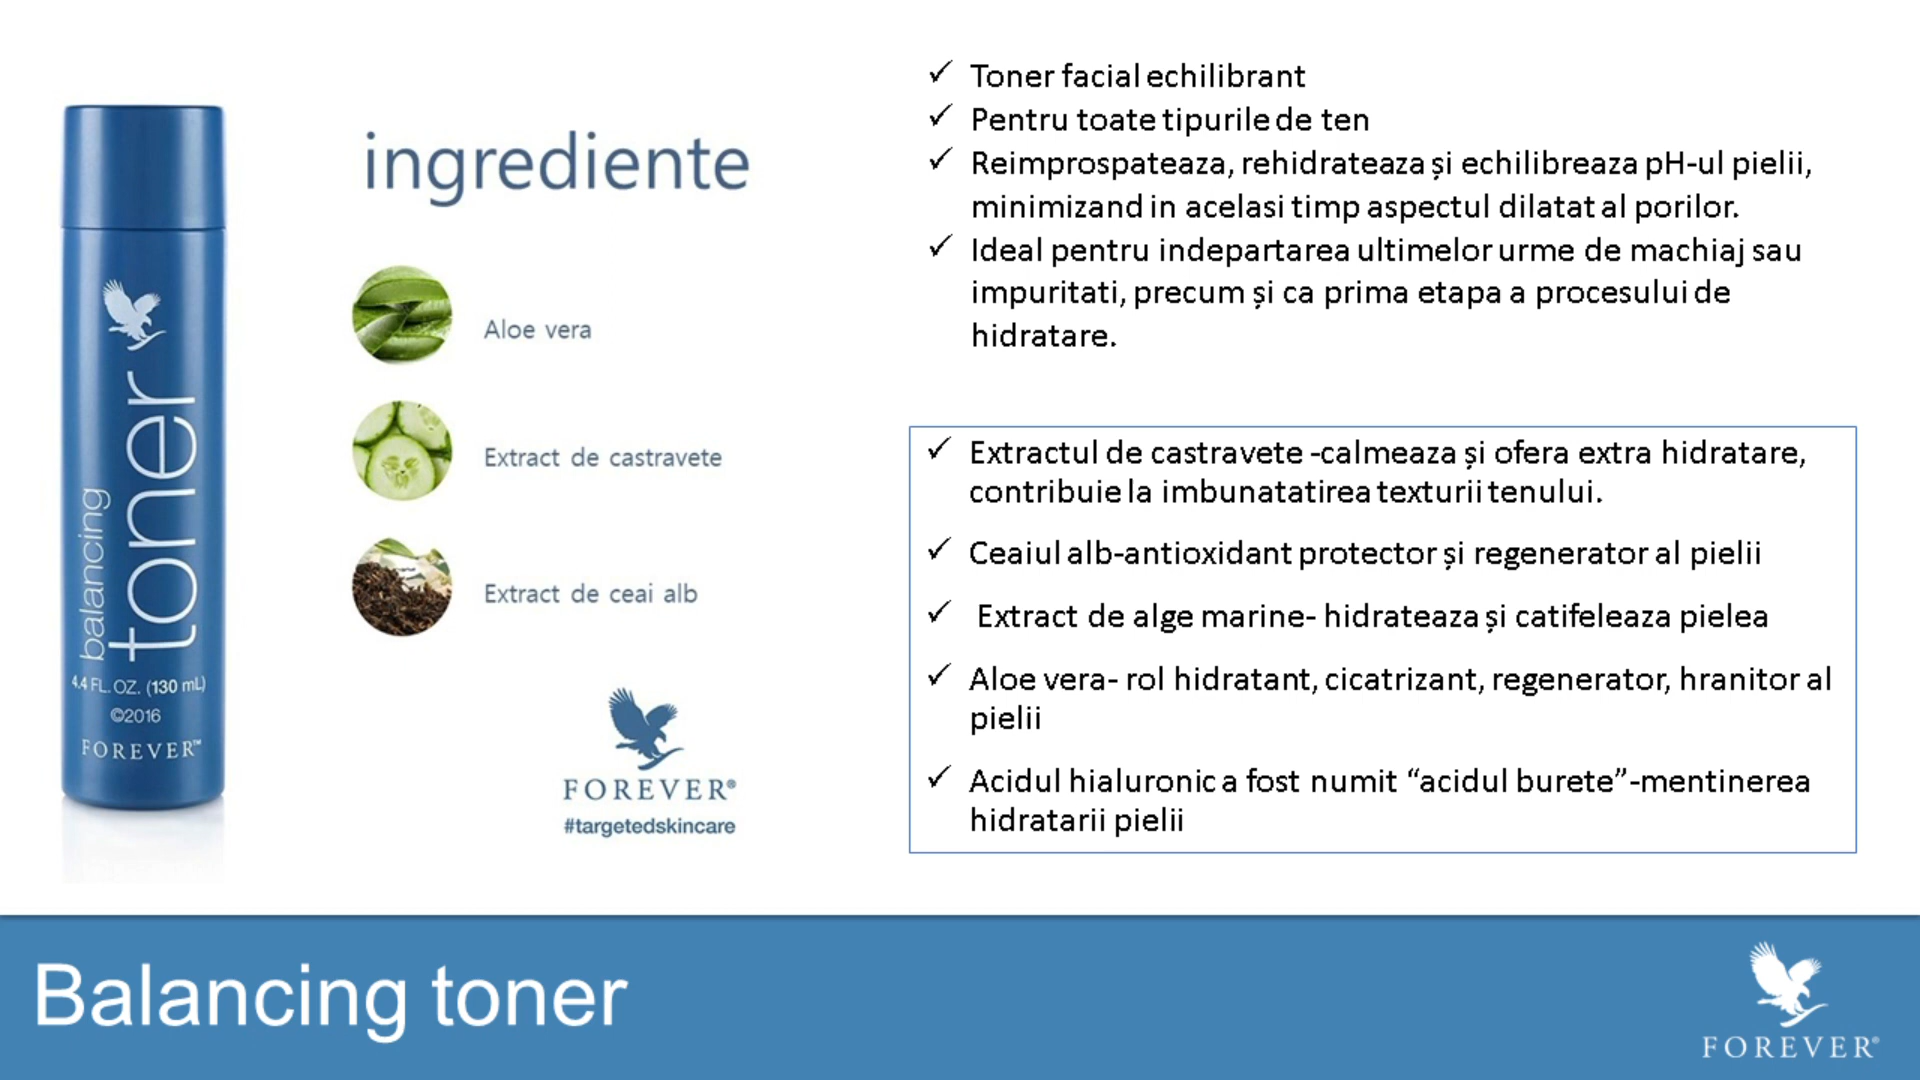 balancing
toner
4.4 FL. OZ. (130 mL)
©2016
FOREVER™
ingrediente
Aloe vera
Extract de castravete
Extract de ceai alb
FOREVER®
#targetedskincare
✓ Toner facial echilibrant
✓ Pentru toate tipurile de ten
✓ Reimprospateaza, rehidrateaza și echilibreaza pH-ul pielii,
minimizand in acelasi timp aspectul dilatat al porilor.
✓ Ideal pentru indepartarea ultimelor urme de machiaj sau
impuritati, precum și ca prima etapa a procesului de
hidratare.
✓ Extractul de castravete -calmeaza și ofera extra hidratare,
contribuie la imbunatatirea texturii tenului.
✓ Ceaiul alb-antioxidant protector și regenerator al pielii
✓ Extract de alge marine- hidrateaza și catifeleaza pielea
✓ Aloe vera- rol hidratant, cicatrizant, regenerator, hranitor al
pielii
✓ Acidul hialuronic a fost numit “acidul burete”-mentinerea
hidratarii pielii
Balancing toner
FOREVER®